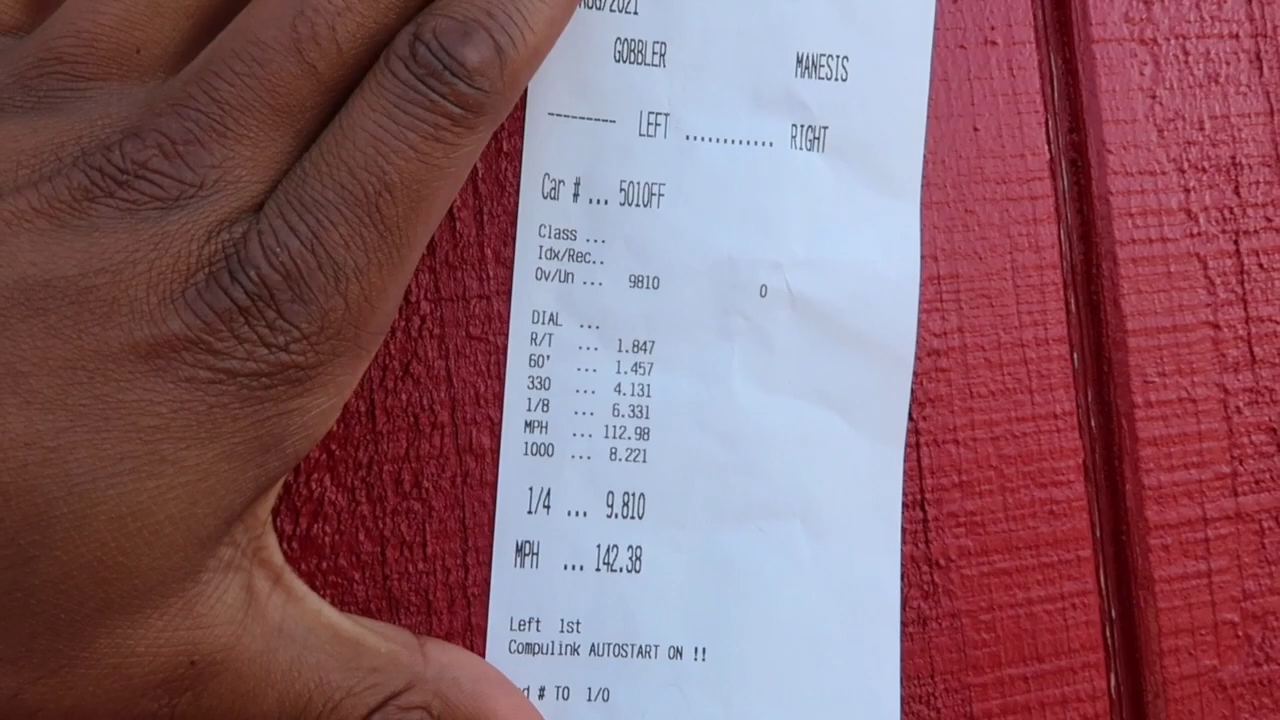 AUG/2021
GOBBLER MANESIS
--------- LEFT ............ RIGHT
Car # ... 5010FF
Class ...
Idx/Rec..
Ov/Un ... 9810 0
DIAL ...
R/T ... 1.847
60' ... 1.457
330 ... 4.131
1/8 ... 6.331
MPH ... 112.98
1000 ... 8.221
1/4 ... 9.810
MPH ... 142.38
Left 1st
Compulink AUTOSTART ON !!
# TO 1/0